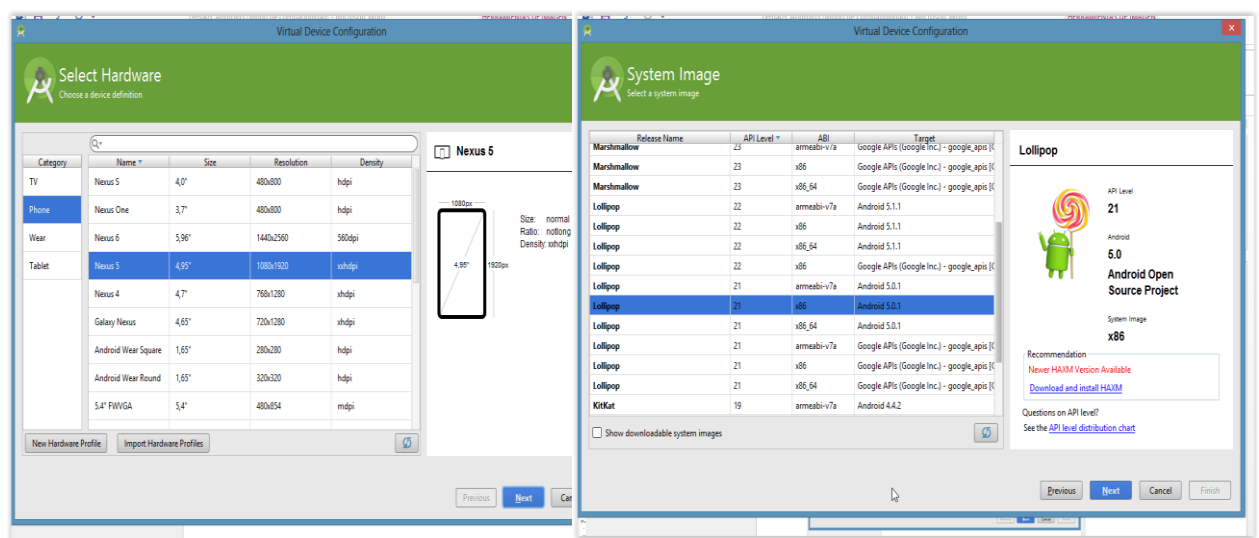 HERRAMIENTAS DE IMAGEN
Virtual Device Configuration
Select Hardware
Choose a device definition
Category
Name Size Resolution Density
TV
Phone
Wear
Tablet
Nexus S 4,0" 480x800 hdpi
Nexus One 3,7" 480x800 hdpi
Nexus 6 5,96" 1440x2560 560dpi
Nexus 5 4,95" 1080x1920 xxhdpi
Nexus 4 4,7" 768x1280 xhdpi
Galaxy Nexus 4,65" 720x1280 xhdpi
Android Wear Square 1,65" 280x280 hdpi
Android Wear Round 1,65" 320x320 hdpi
5.4" FWVGA 5,4" 480x854 mdpi
New Hardware Profile Import Hardware Profiles
Nexus 5
1080px
4,95" 1920px
Size: normal
Ratio: notlong
Density: xxhdpi
Previous Next Can
Virtual Device Configuration
System Image
Select a system image
Release Name API Level ABI Target
Marshmallow 23 armeabi-v7a Google APIs (Google Inc.) - google_apis [G
Marshmallow 23 x86 Google APIs (Google Inc.) - google_apis [G
Marshmallow 23 x86_64 Google APIs (Google Inc.) - google_apis [G
Lollipop 22 armeabi-v7a Android 5.1.1
Lollipop 22 x86 Android 5.1.1
Lollipop 22 x86_64 Android 5.1.1
Lollipop 22 x86 Google APIs (Google Inc.) - google_apis [G
Lollipop 21 armeabi-v7a Android 5.0.1
Lollipop 21 x86 Android 5.0.1
Lollipop 21 x86_64 Android 5.0.1
Lollipop 21 armeabi-v7a Google APIs (Google Inc.) - google_apis [G
Lollipop 21 x86 Google APIs (Google Inc.) - google_apis [G
Lollipop 21 x86_64 Google APIs (Google Inc.) - google_apis [G
KitKat 19 armeabi-v7a Android 4.4.2
Show downloadable system images
Lollipop
API Level
21
Android
5.0
Android Open
Source Project
System Image
x86
Recommendation
Newer HAXM Version Available
Download and install HAXM
Questions on API level?
See the API level distribution chart
Previous Next Cancel Finish